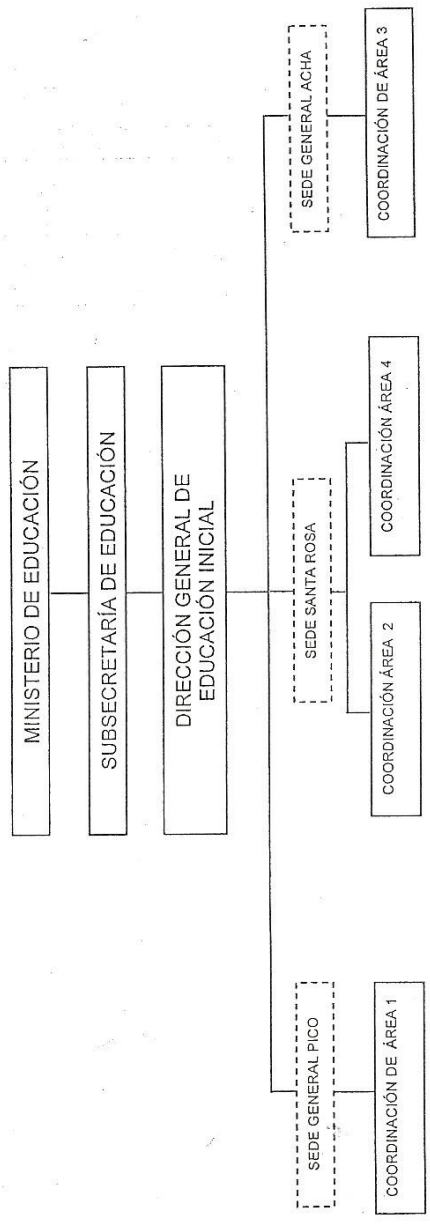 MINISTERIO DE EDUCACIÓN
SUBSECRETARÍA DE EDUCACIÓN
DIRECCIÓN GENERAL DE
EDUCACIÓN INICIAL
SEDE GENERAL PICO
SEDE SANTA ROSA
SEDE GENERAL ACHA
COORDINACIÓN DE ÁREA 1
COORDINACIÓN ÁREA 2
COORDINACIÓN ÁREA 4
COORDINACIÓN DE ÁREA 3